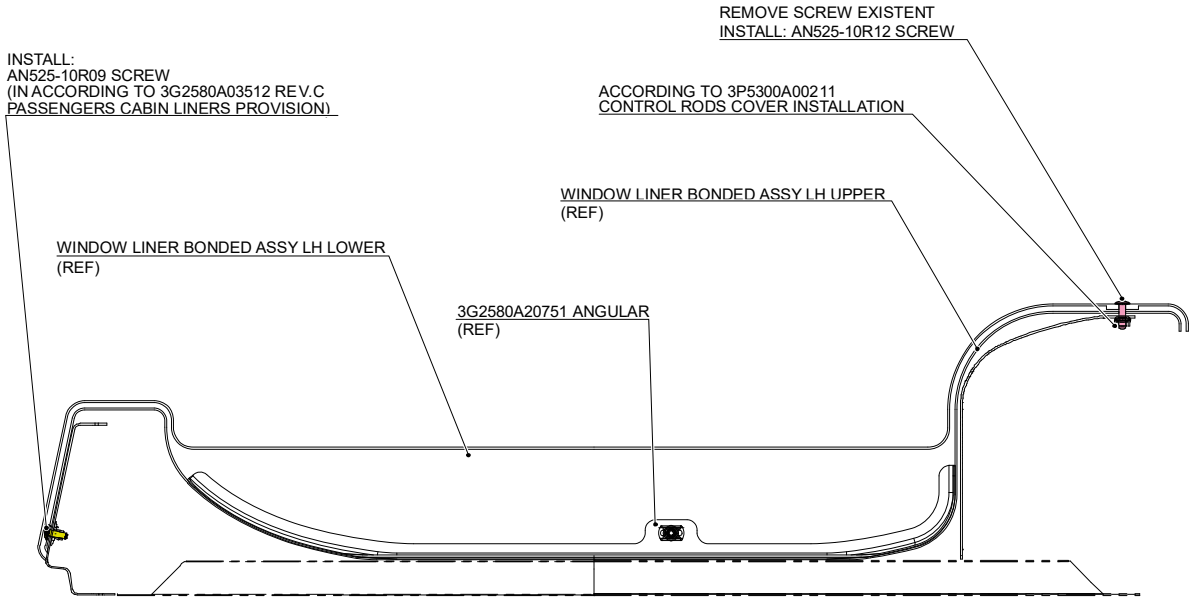 REMOVE SCREW EXISTENT
INSTALL: AN525-10R12 SCREW
INSTALL:
AN525-10R09 SCREW
(IN ACCORDING TO 3G2580A03512 REV.C
PASSENGERS CABIN LINERS PROVISION)
ACCORDING TO 3P5300A00211
CONTROL RODS COVER INSTALLATION
WINDOW LINER BONDED ASSY LH UPPER
(REF)
WINDOW LINER BONDED ASSY LH LOWER
(REF)
3G2580A20751 ANGULAR
(REF)